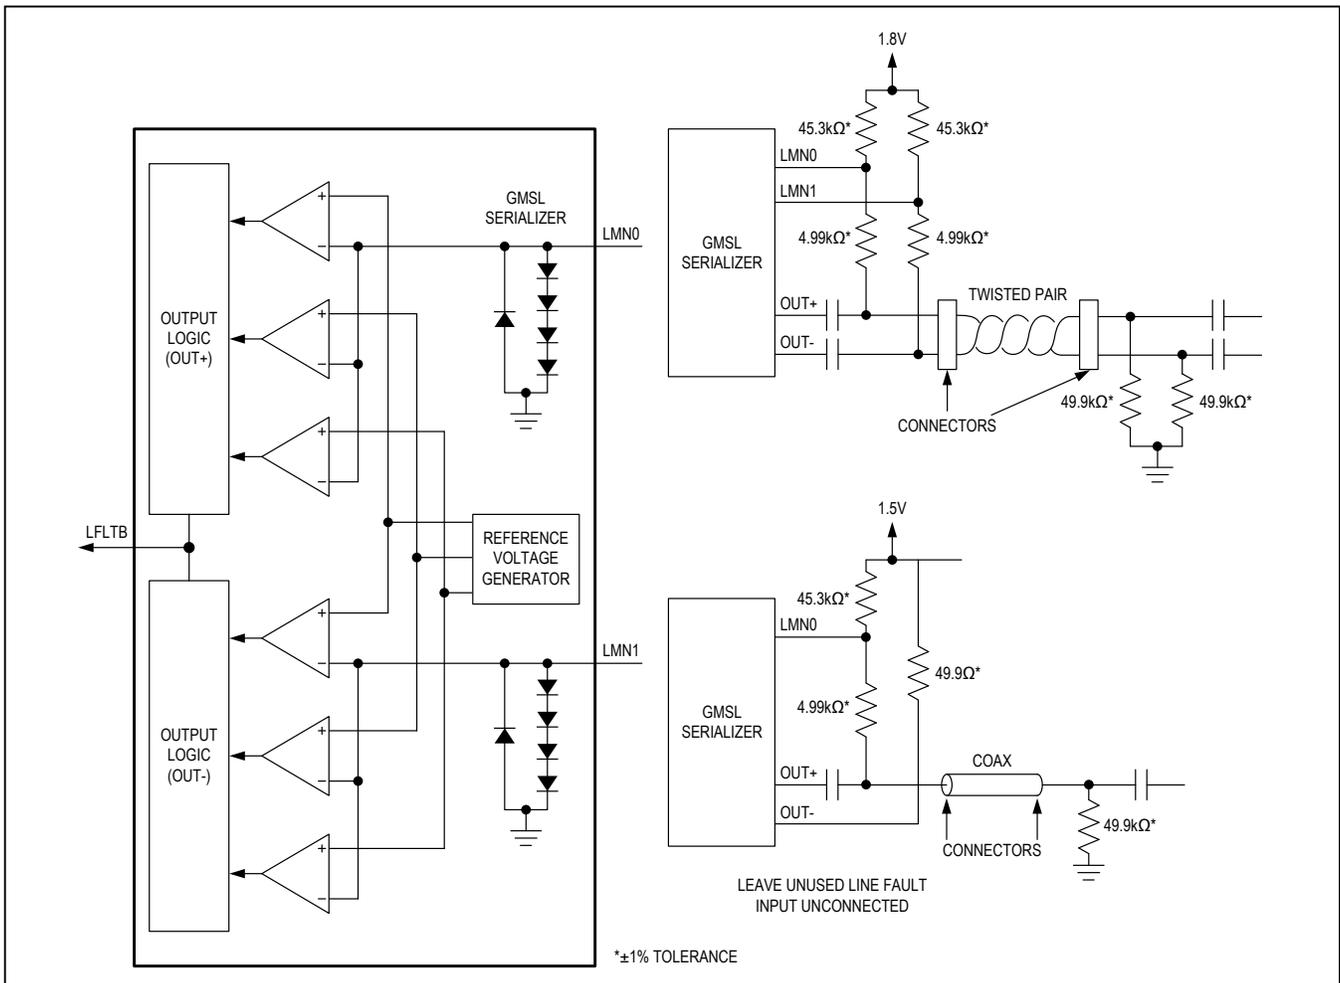 GMSL
SERIALIZER
LMN0
OUTPUT
LOGIC
(OUT+)
LFLTB
REFERENCE
VOLTAGE
GENERATOR
LMN1
OUTPUT
LOGIC
(OUT-)
+
−
+
−
+
−
+
−
+
−
+
−
1.8V
45.3kΩ*
45.3kΩ*
LMN0
LMN1
GMSL
SERIALIZER
4.99kΩ*
4.99kΩ*
OUT+
OUT-
TWISTED PAIR
CONNECTORS
49.9kΩ*
49.9kΩ*
1.5V
45.3kΩ*
LMN0
49.9Ω*
4.99kΩ*
GMSL
SERIALIZER
OUT+
OUT-
COAX
CONNECTORS
49.9kΩ*
LEAVE UNUSED LINE FAULT
INPUT UNCONNECTED
*±1% TOLERANCE